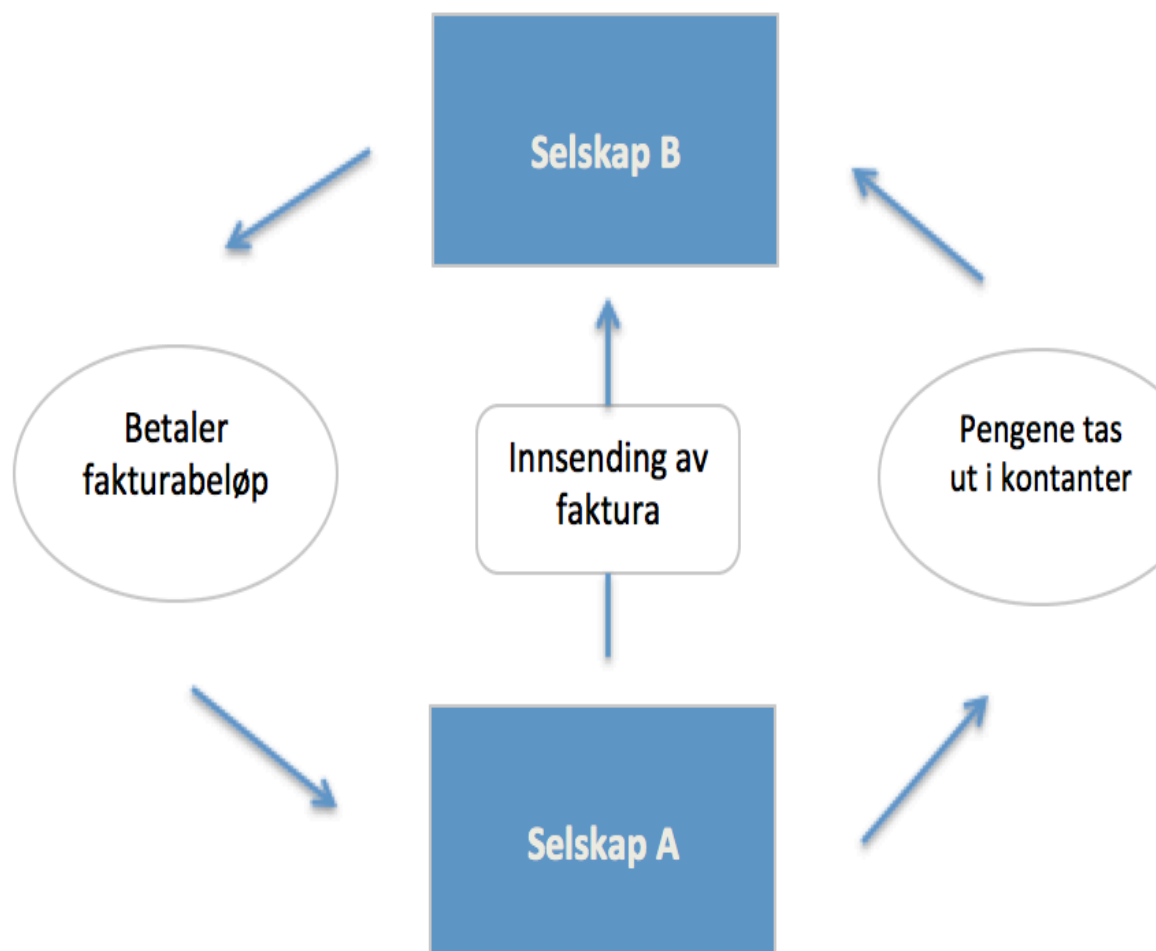 Selskap B
Betaler
fakturabeløp
Innsending av
faktura
Pengene tas
ut i kontanter
Selskap A